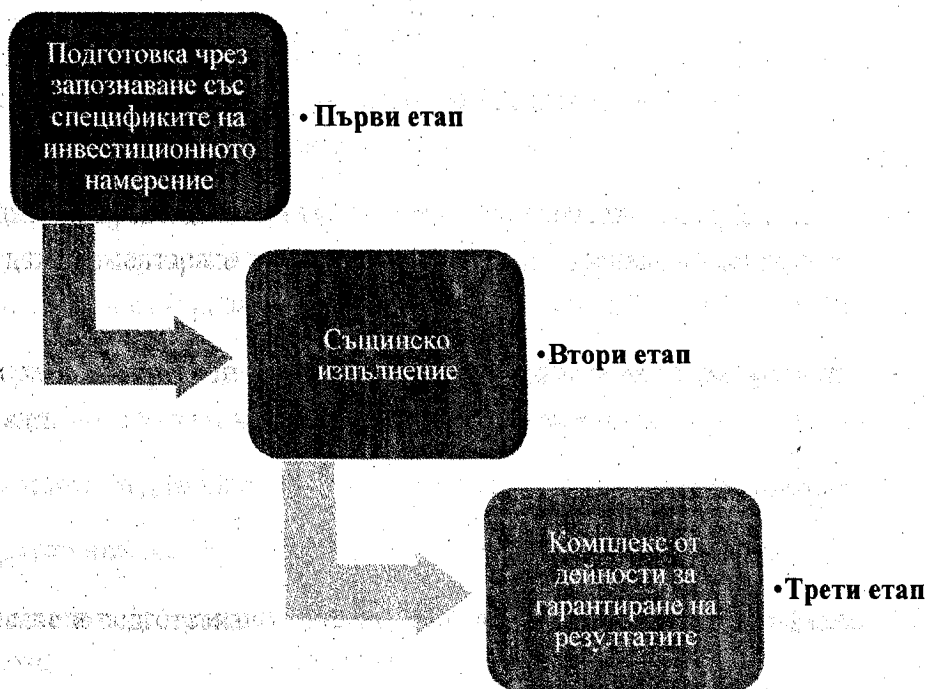 Подготовка чрез
запознаване със
спецификите на
инвестиционното
намерение
• Първи етап
Същинско
изпълнение
•Втори етап
Комплекс от
дейности за
гарантиране на
резултатите
•Трети етап